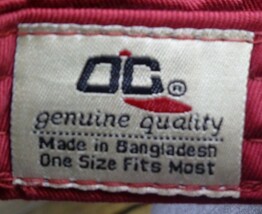 OC®
genuine quality
Made in Bangladesh
One Size Fits Most